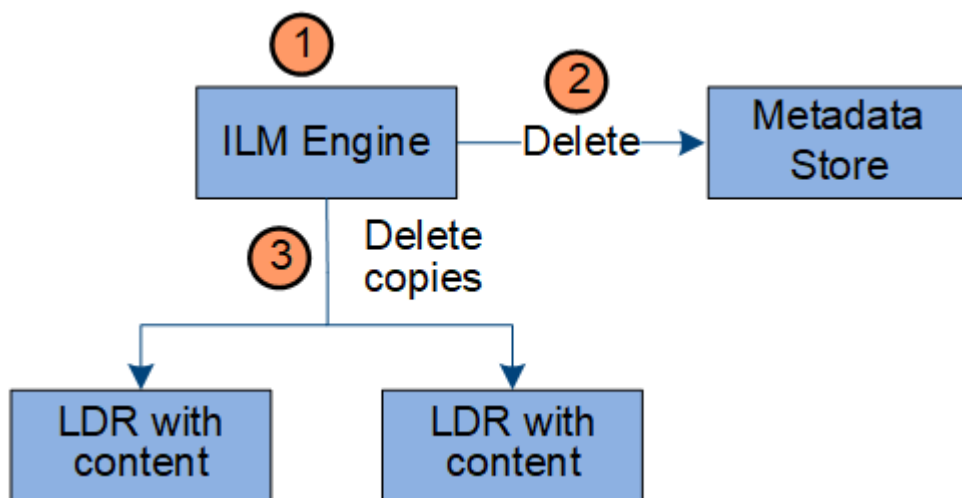 1
2
ILM Engine
Delete
Metadata
Store
3
Delete
copies
LDR with
content
LDR with
content